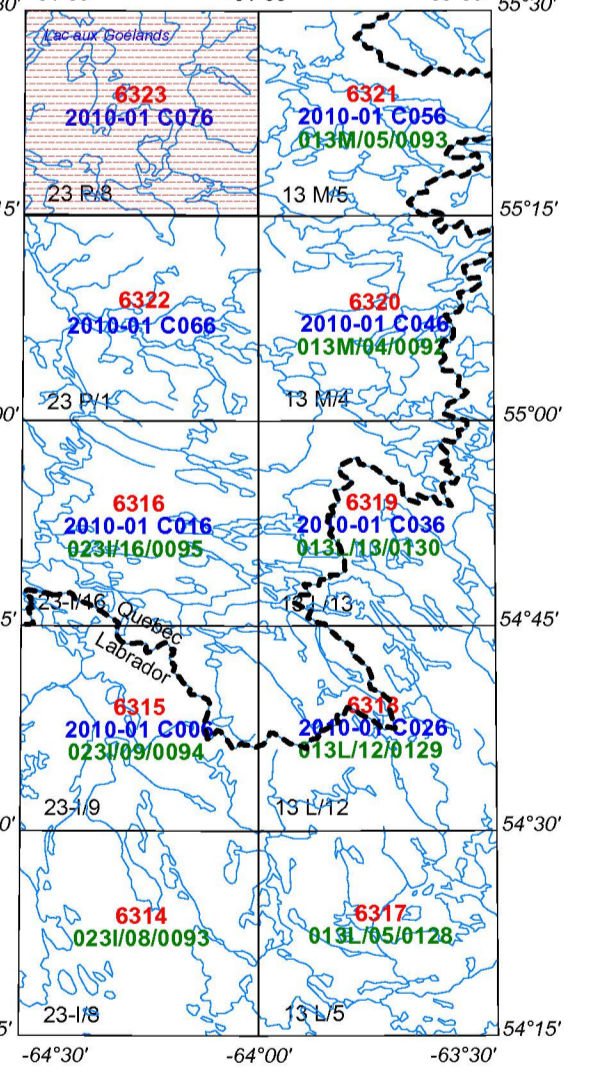 55°30'
Lac aux Goélands
6323
2010-01 C076
23 P/8
6321
2010-01 C056
013M/05/0093
13 M/5
55°15'
6322
2010-01 C066
23 P/1
6320
2010-01 C046
013M/04/0092
13 M/4
55°00'
6316
2010-01 C016
023I/16/0095
23-I/16
6319
2010-01 C036
013L/13/0130
13 L/13
Quebec
Labrador
54°45'
6315
2010-01 C006
023I/09/0094
23-I/9
6318
2010-01 C026
013L/12/0129
13 L/12
54°30'
6314
023I/08/0093
23-I/8
6317
013L/05/0128
13 L/5
54°15'
-64°30'
-64°00'
-63°30'